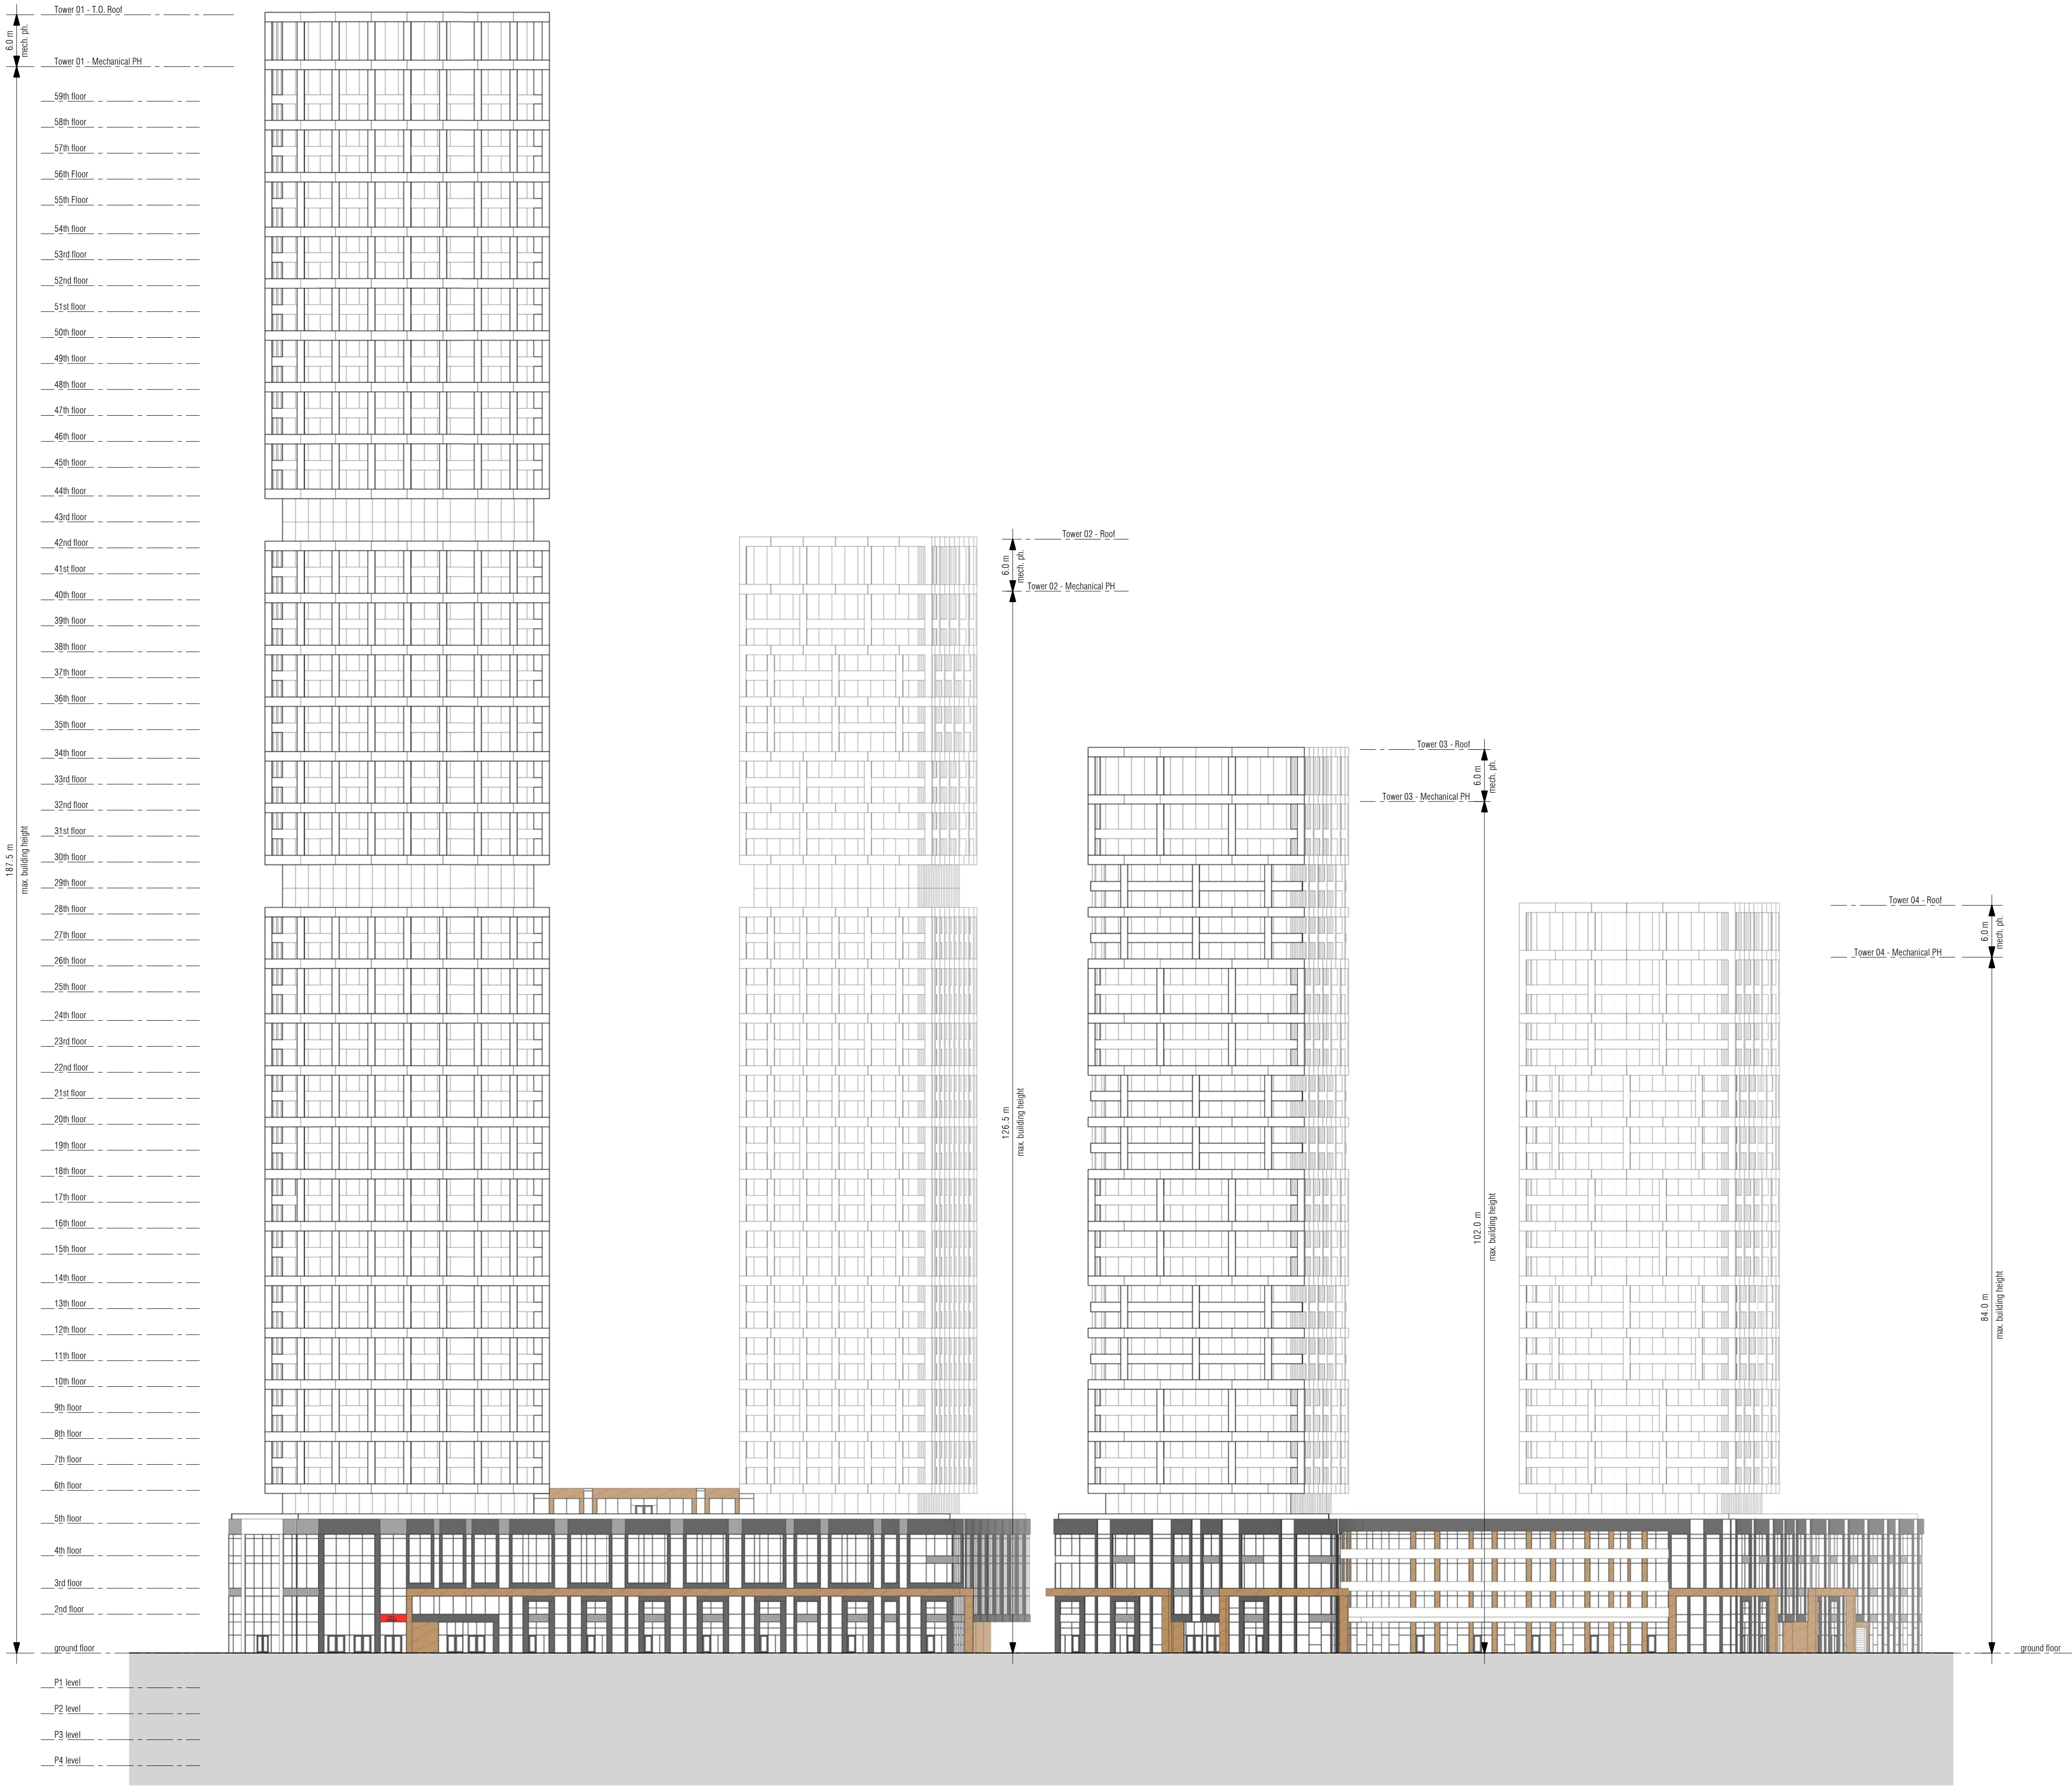 Tower 01 - T.O. Roof
6.0 m
mech. ph.
Tower 01 - Mechanical PH
59th floor
58th floor
57th floor
56th Floor
55th Floor
54th floor
53rd floor
52nd floor
51st floor
50th floor
49th floor
48th floor
47th floor
46th floor
45th floor
44th floor
43rd floor
42nd floor
41st floor
40th floor
39th floor
38th floor
37th floor
36th floor
35th floor
34th floor
33rd floor
32nd floor
31st floor
30th floor
29th floor
28th floor
27th floor
26th floor
25th floor
24th floor
23rd floor
22nd floor
21st floor
20th floor
19th floor
18th floor
17th floor
16th floor
15th floor
14th floor
13th floor
12th floor
11th floor
10th floor
9th floor
8th floor
7th floor
6th floor
5th floor
4th floor
3rd floor
2nd floor
ground floor
P1 level
P2 level
P3 level
P4 level
187.5 m
max. building height
Tower 02 - Roof
6.0 m
mech. ph.
Tower 02 - Mechanical PH
126.5 m
max. building height
Tower 03 - Roof
6.0 m
mech. ph.
Tower 03 - Mechanical PH
102.0 m
max. building height
Tower 04 - Roof
6.0 m
mech. ph.
Tower 04 - Mechanical PH
84.0 m
max. building height
ground floor